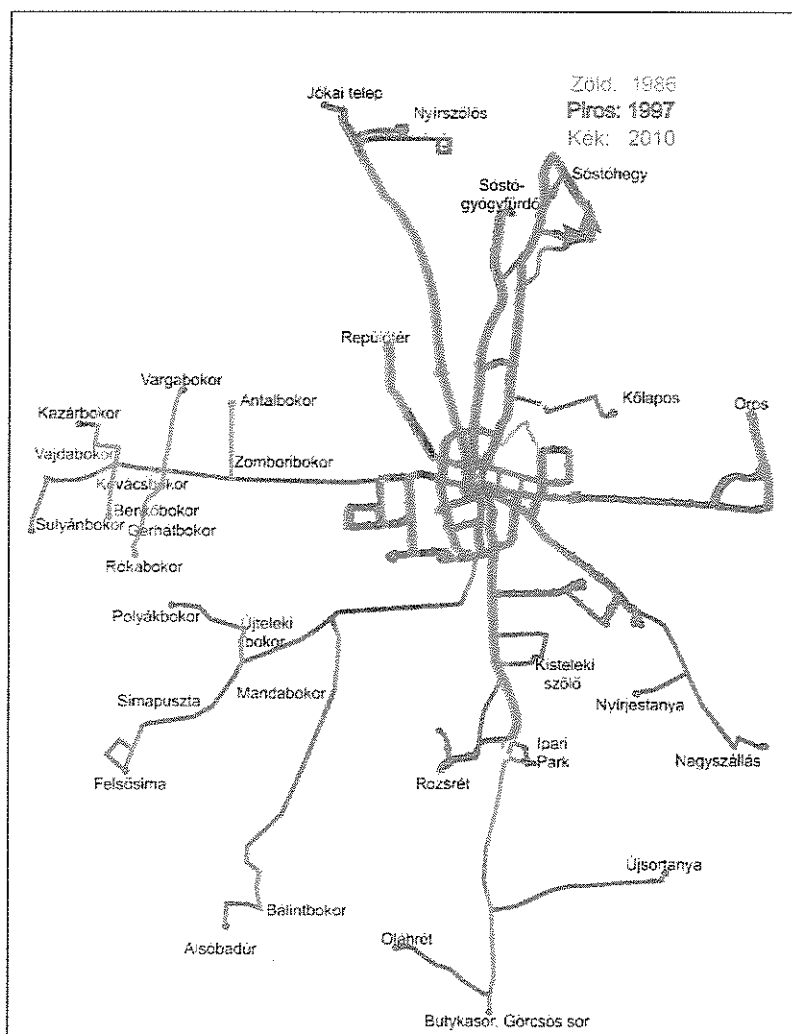 Zöld: 1986
Piros: 1997
Kék: 2010
Jókai telep
Nyírszőlős
Sóstóhegy
Sóstó-
gyógyfürdő
Repülőtér
Vargabokor
Antalbokor
Kazárbokor
Kőlapos
Oros
Vajdabokor
Zomboribokor
Kovácsbokor
Benkőbokor
Sulyánbokor
Gerhátbokor
Rókabokor
Polyákbokor
Újteleki
bokor
Kisteleki
szőlő
Mandabokor
Simapuszta
Nyírjestanya
Ipari
Park
Felsősima
Rozsrét
Nagyszállás
Újsortanya
Bálintbokor
Alsóbadúr
Oláhrét
Butykasor, Görcsös sor